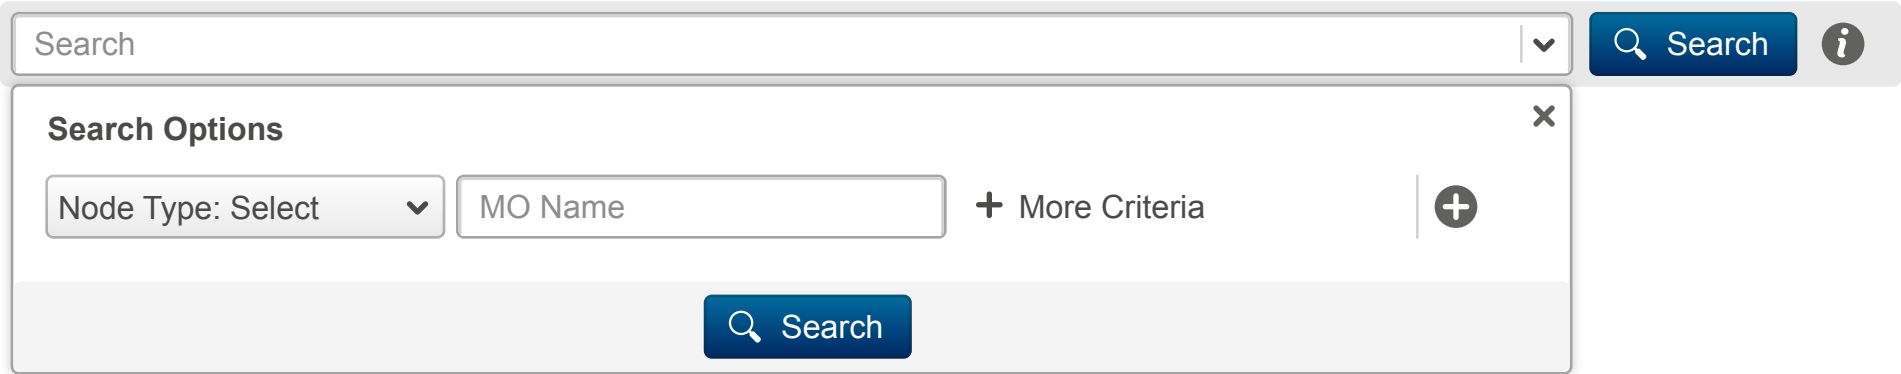 Search
Search
Search Options
Node Type: Select
MO Name
More Criteria
Search